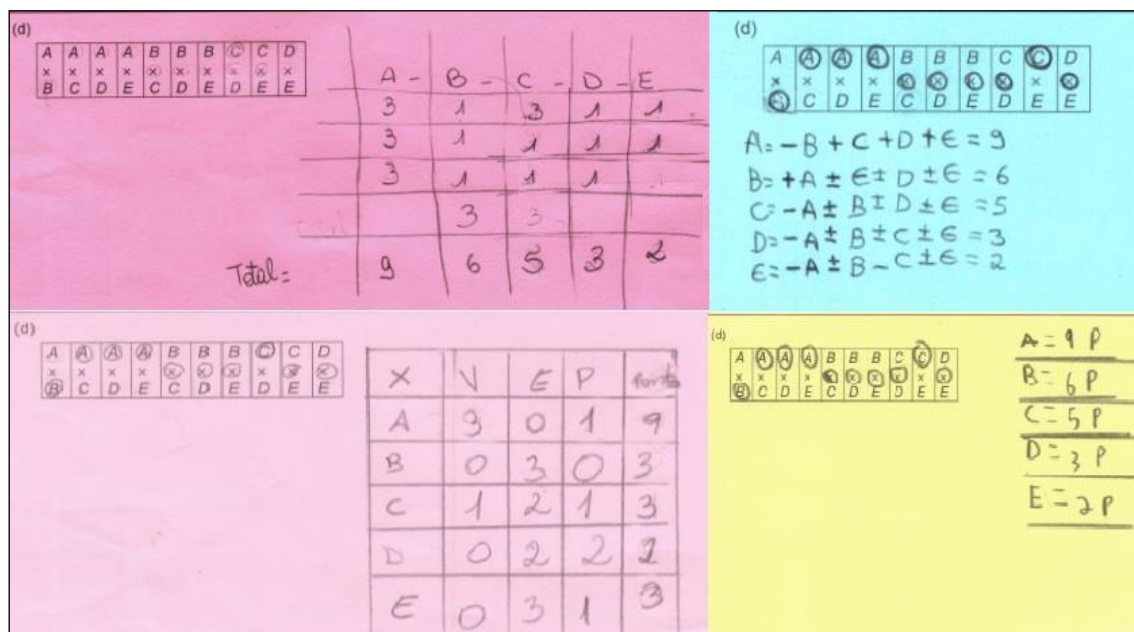 (d)
A A A A B B B C C D
× × × × × × × × × ×
B C D E C D E D E E
A - B - C - D - E
3 1 3 1 1
3 1 1 1 1
3 1 1 1
3 3
Total = 9 6 5 3 2
(d)
A A A A B B B C C D
× × × × × × × × × ×
B C D E C D E D E E
A = - B + C + D + E = 9
B = + A ± E ± D ± E = 6
C = - A ± B ± D ± E = 5
D = - A ± B ± C ± E = 3
E = - A ± B - C ± E = 2
(d)
A A A A B B B C C D
× × × × × × × × × ×
B C D E C D E D E E
X V E P
A 3 0 1 9
B 0 3 0 3
C 1 2 1 3
D 0 2 2 2
E 0 3 1 3
(d)
A A A A B B B C C D
× × × × × × × × × ×
B C D E C D E D E E
A = 9 P
B = 6 P
C = 5 P
D = 3 P
E = 2 P